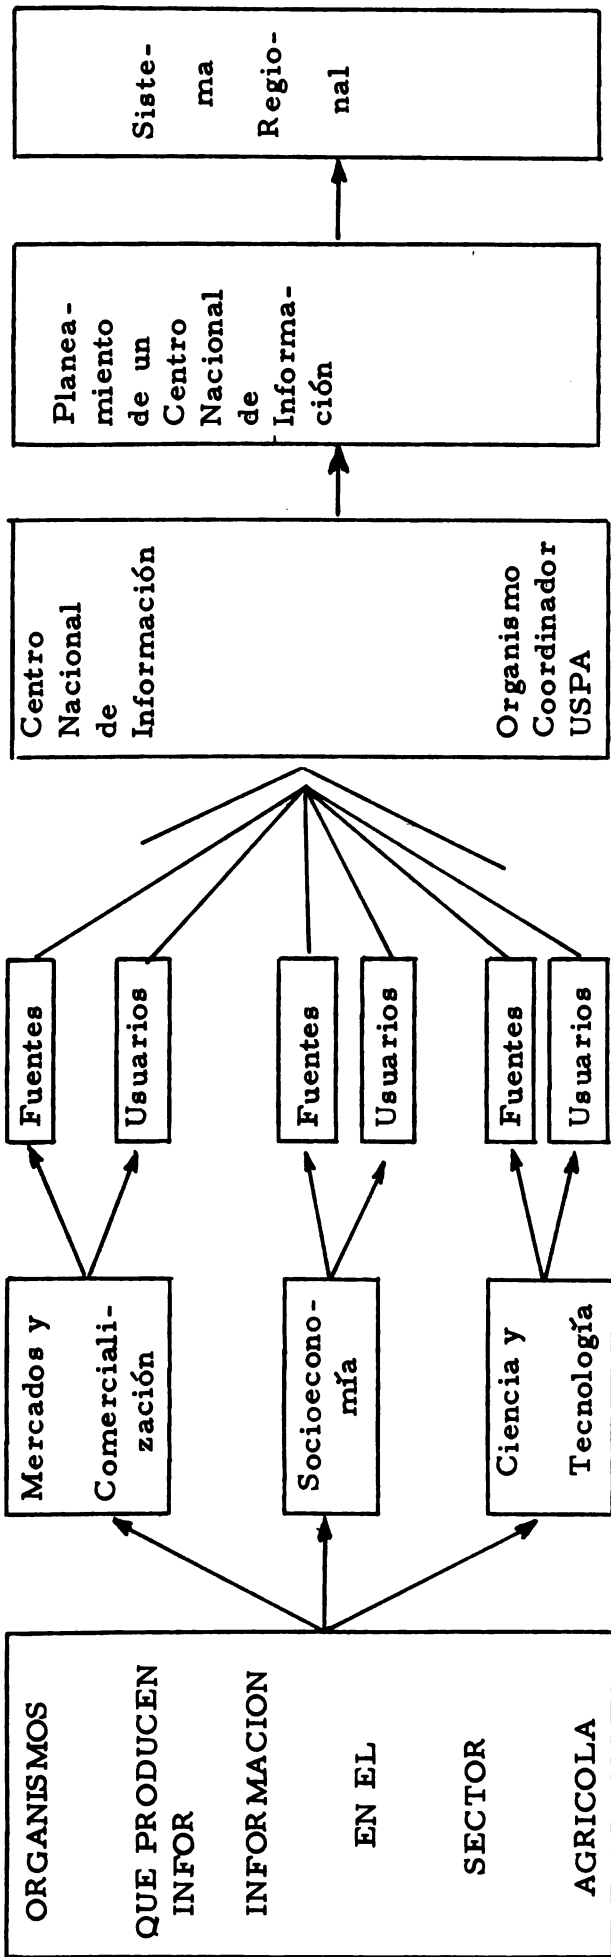 ORGANISMOS
QUE PRODUCEN
INFOR
INFORMACION
EN EL
SECTOR
AGRICOLA
Mercados y
Comerciali-
zación
Socioecono-
mía
Ciencia y
Tecnología
Fuentes
Usuarios
Fuentes
Usuarios
Fuentes
Usuarios
Centro
Nacional
de
Información
Organismo
Coordinador
USPA
Planea-
miento
de un
Centro
Nacional
de
Informa-
ción
Siste-
ma
Regio-
nal